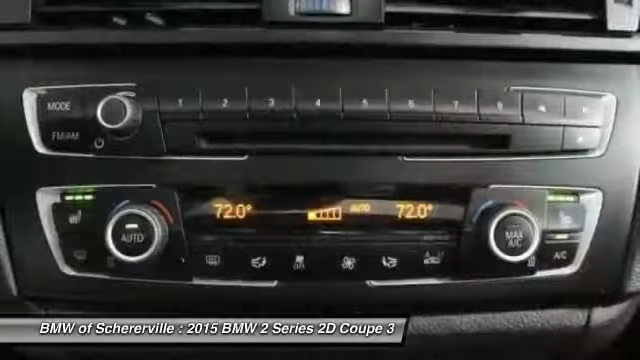 MODE 1 2 3 4 5 6 7 8
FM/AM
72.0° AUTO 72.0°
AUTO MAX A/C
A/C
BMW of Schererville : 2015 BMW 2 Series 2D Coupe 3